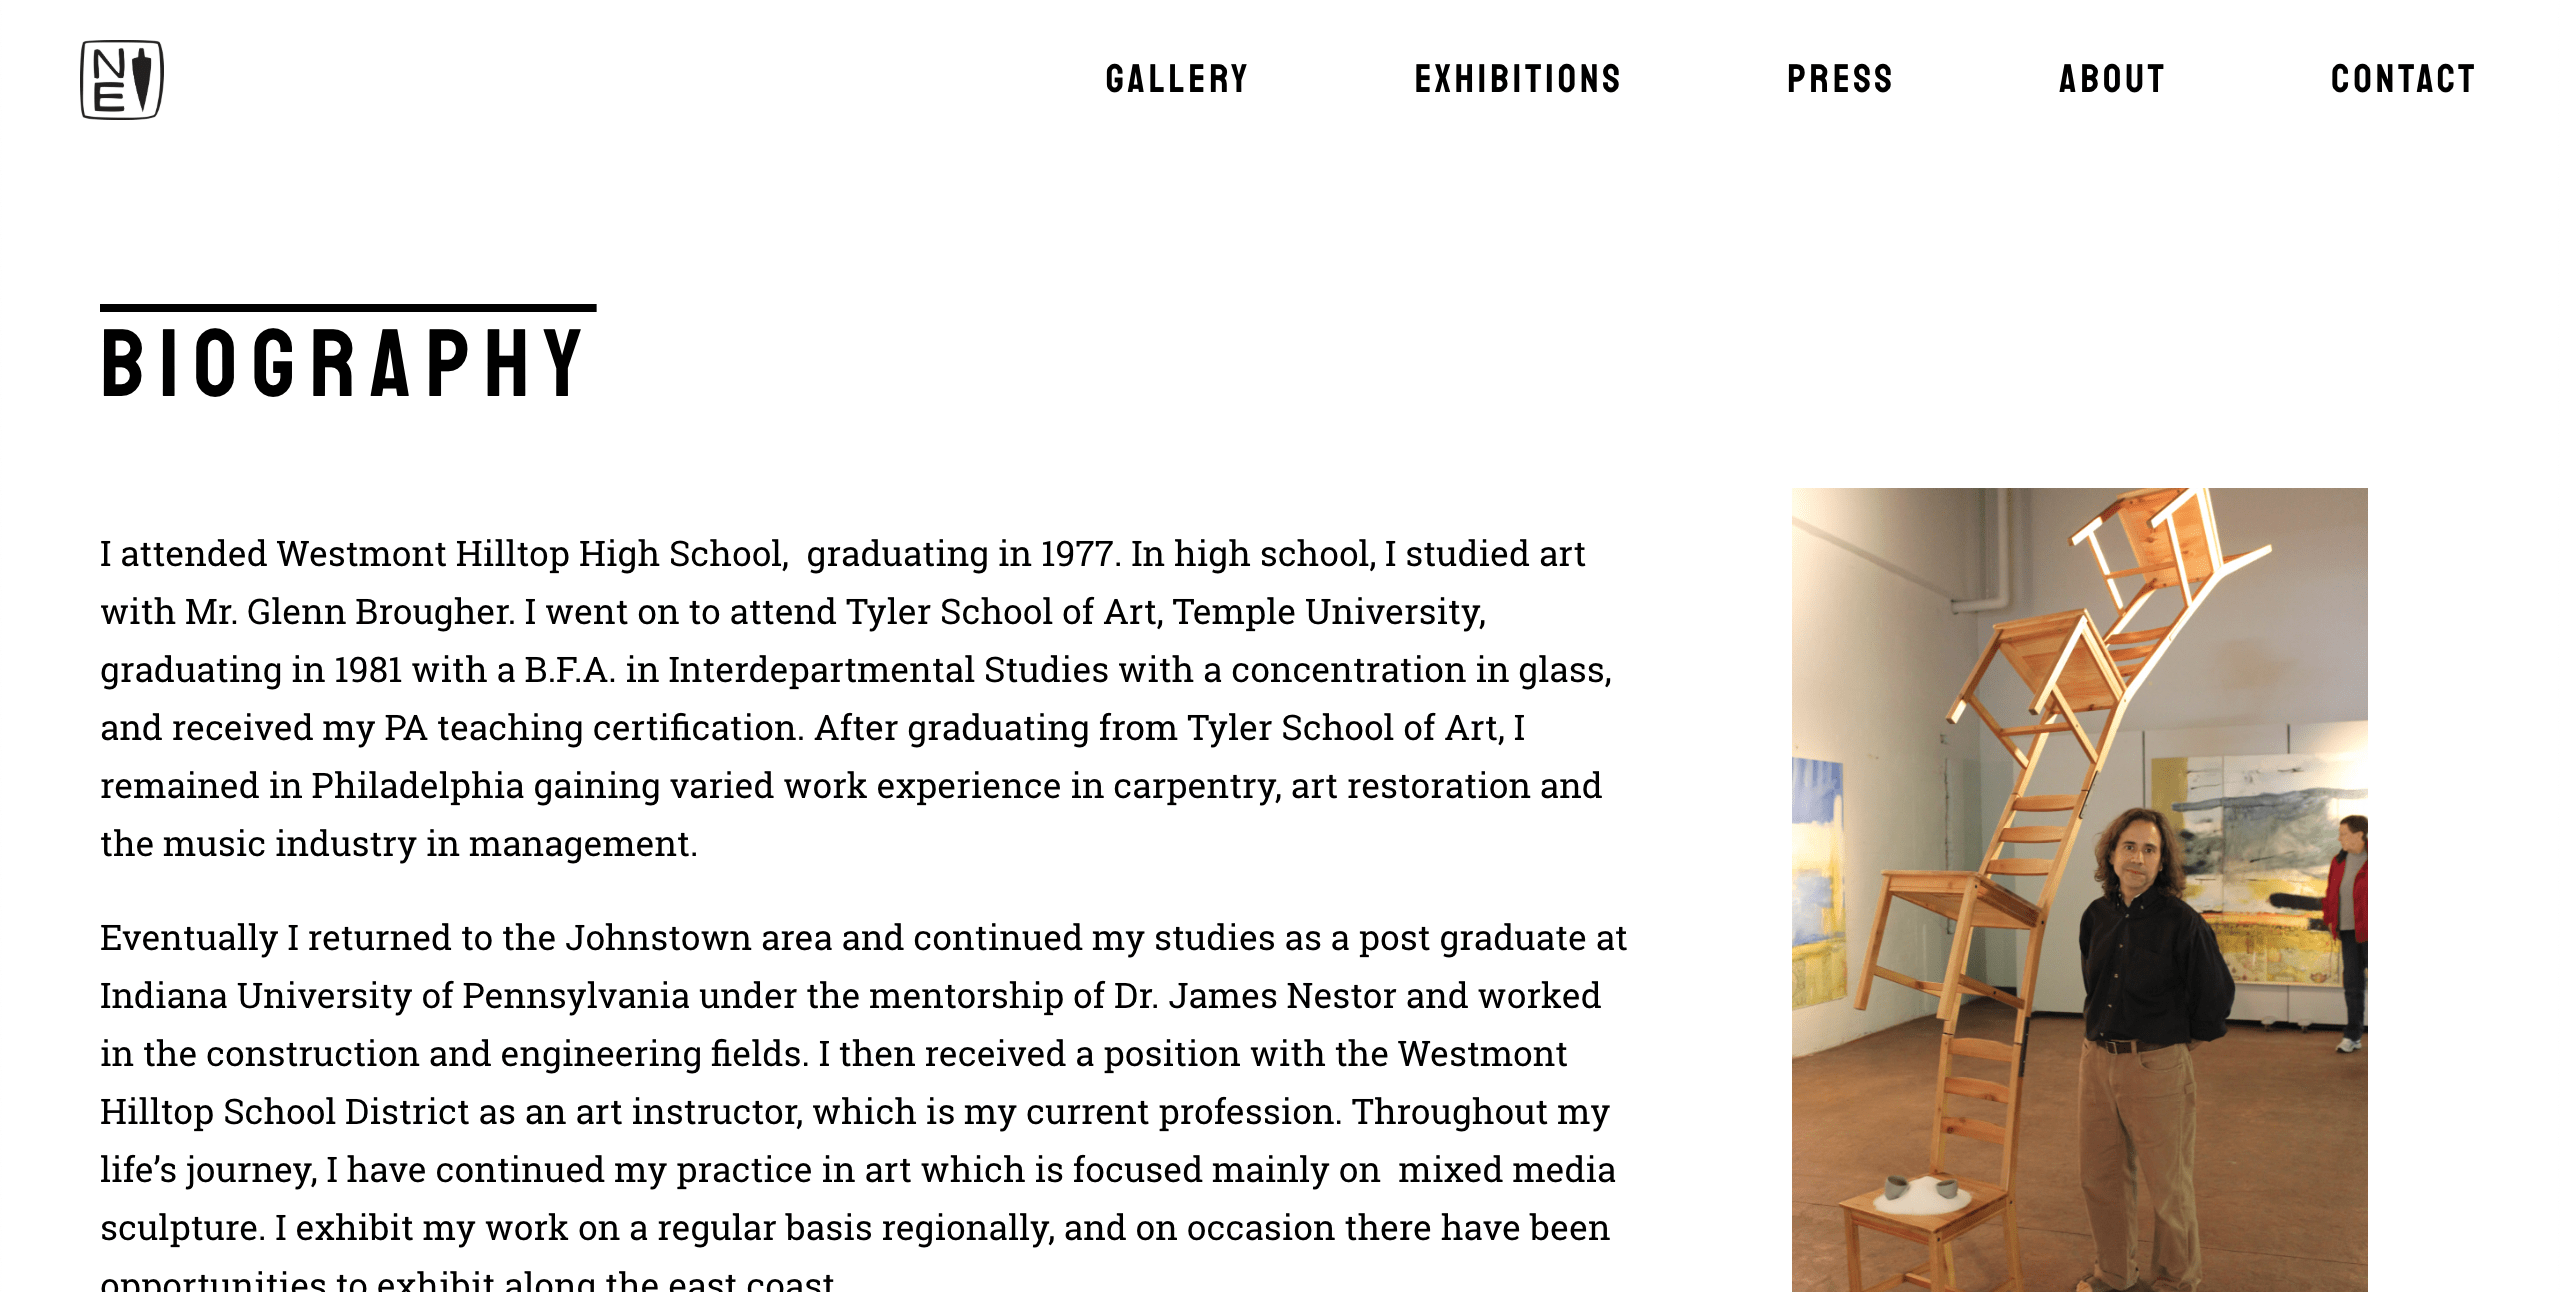 NE
GALLERY EXHIBITIONS PRESS ABOUT CONTACT
BIOGRAPHY
I attended Westmont Hilltop High School,  graduating in 1977. In high school, I studied art
with Mr. Glenn Brougher. I went on to attend Tyler School of Art, Temple University,
graduating in 1981 with a B.F.A. in Interdepartmental Studies with a concentration in glass,
and received my PA teaching certification. After graduating from Tyler School of Art, I
remained in Philadelphia gaining varied work experience in carpentry, art restoration and
the music industry in management.
Eventually I returned to the Johnstown area and continued my studies as a post graduate at
Indiana University of Pennsylvania under the mentorship of Dr. James Nestor and worked
in the construction and engineering fields. I then received a position with the Westmont
Hilltop School District as an art instructor, which is my current profession. Throughout my
life’s journey, I have continued my practice in art which is focused mainly on  mixed media
sculpture. I exhibit my work on a regular basis regionally, and on occasion there have been
opportunities to exhibit along the east coast.